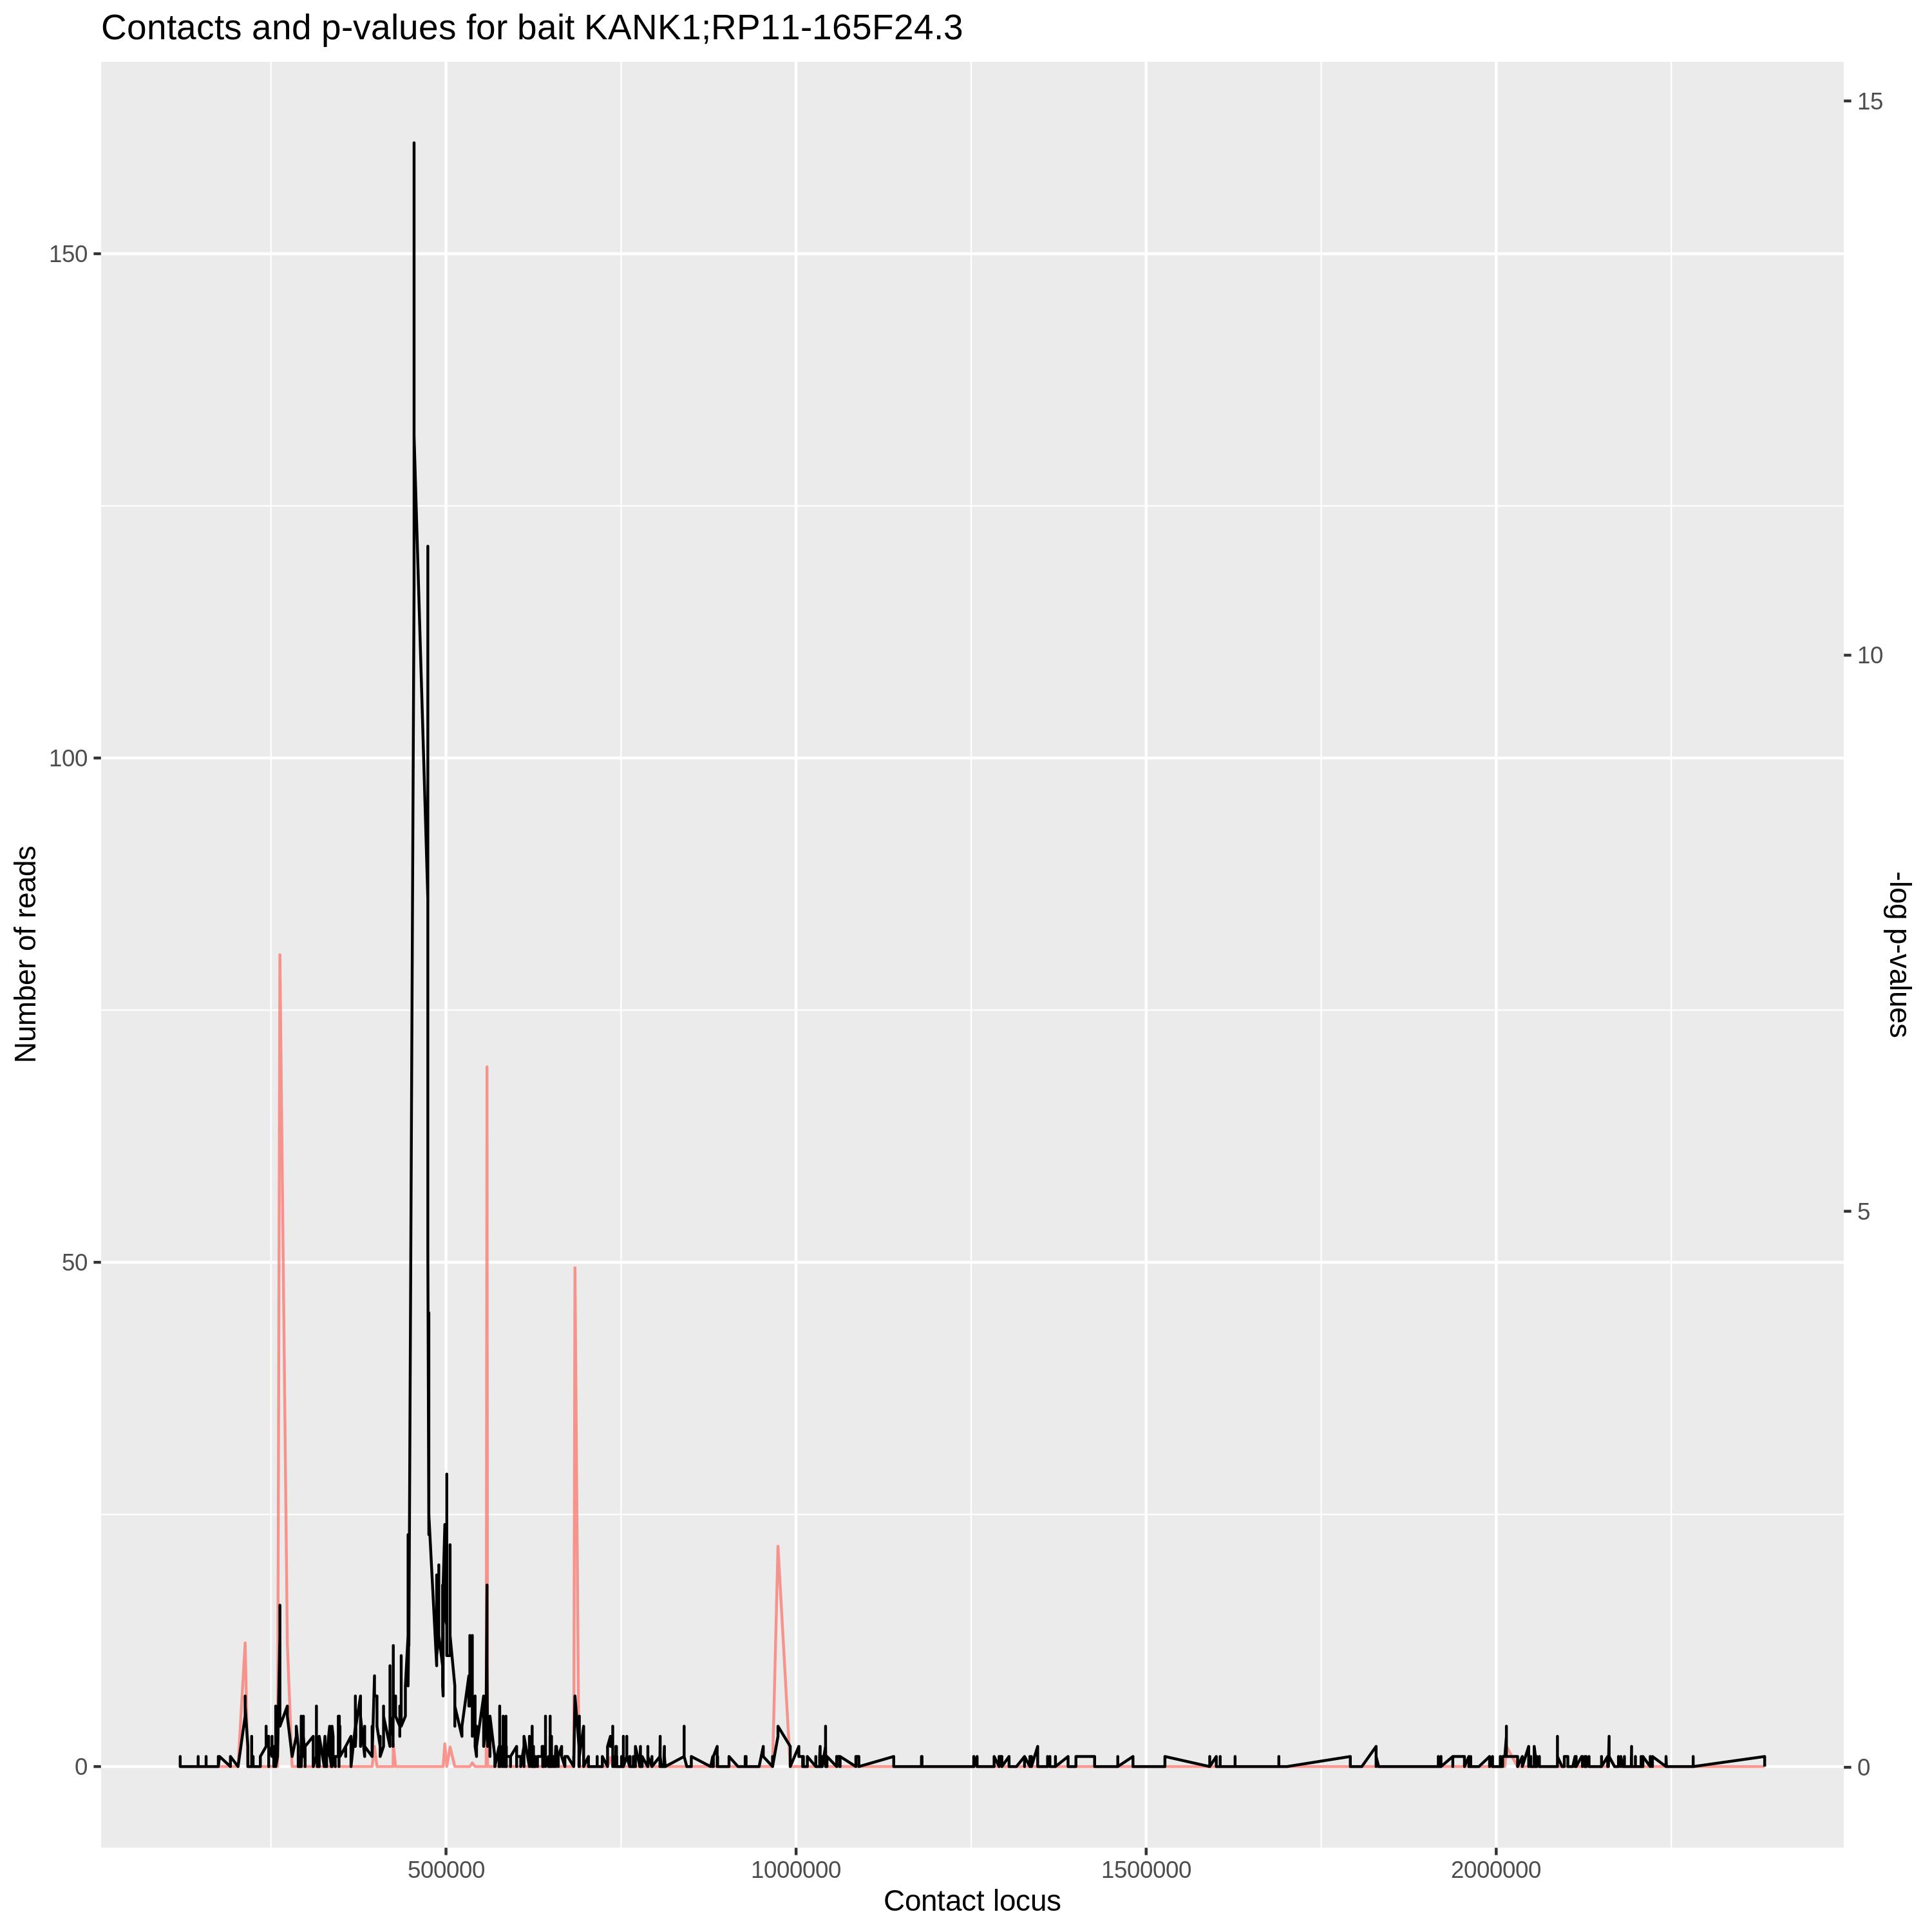 Contacts and p-values for bait KANK1;RP11-165F24.3
15
150
10
100
Number of reads
-log p-values
5
50
0
0
500000 1000000 1500000 2000000
Contact locus